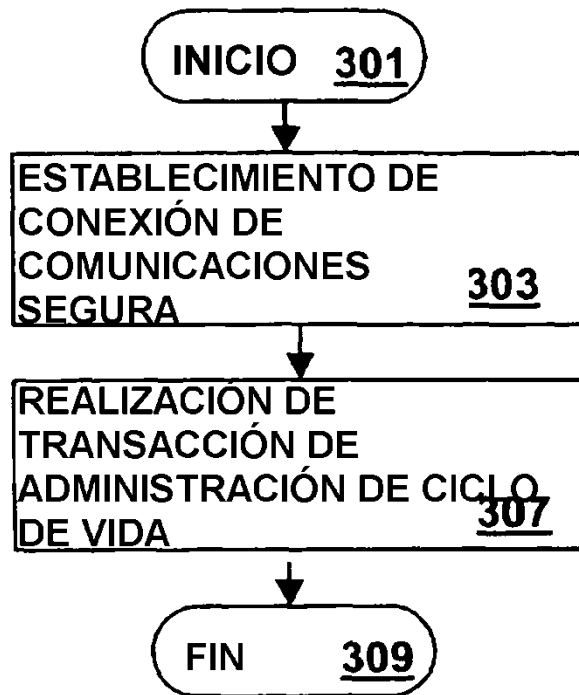 INICIO 301
ESTABLECIMIENTO DE
CONEXIÓN DE
COMUNICACIONES
SEGURA 303
REALIZACIÓN DE
TRANSACCIÓN DE
ADMINISTRACIÓN DE CICLO
DE VIDA 307
FIN 309